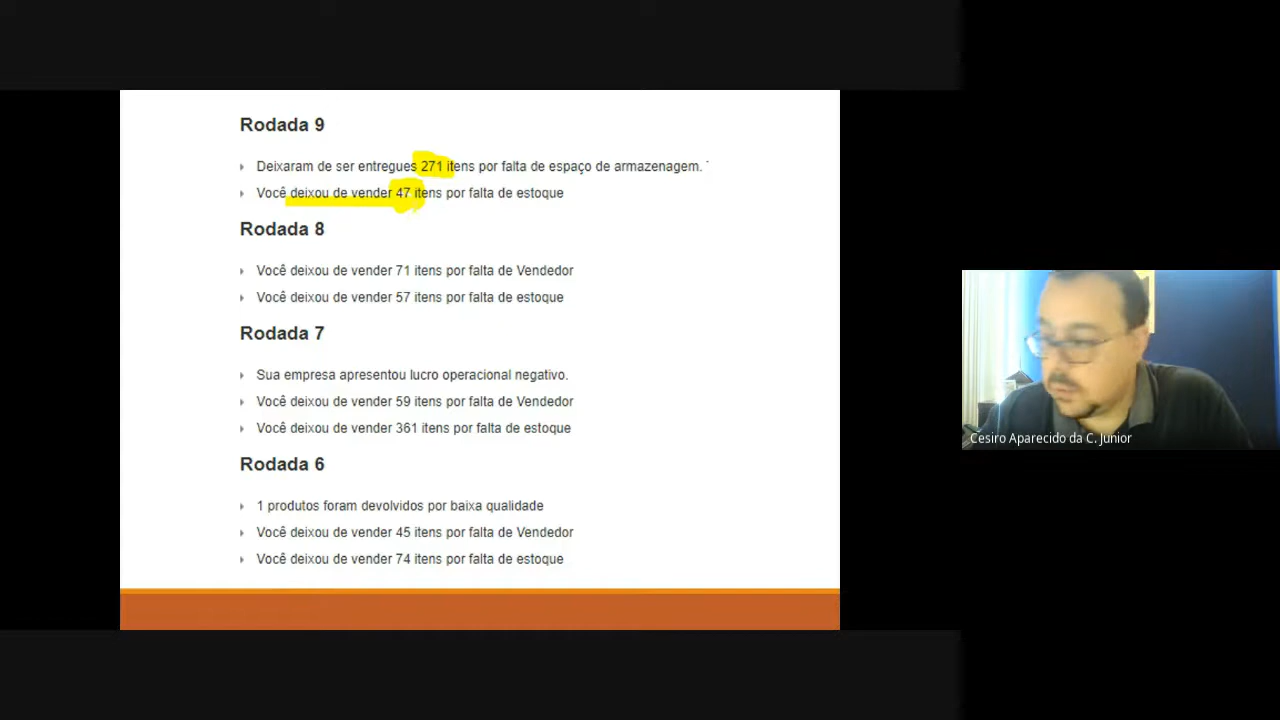 Rodada 9
Deixaram de ser entregues 271 itens por falta de espaço de armazenagem.
Você deixou de vender 47 itens por falta de estoque
Rodada 8
Você deixou de vender 71 itens por falta de Vendedor
Você deixou de vender 57 itens por falta de estoque
Rodada 7
Sua empresa apresentou lucro operacional negativo.
Você deixou de vender 59 itens por falta de Vendedor
Você deixou de vender 361 itens por falta de estoque
Rodada 6
1 produtos foram devolvidos por baixa qualidade
Você deixou de vender 45 itens por falta de Vendedor
Você deixou de vender 74 itens por falta de estoque
Cesiro Aparecido da C. Junior